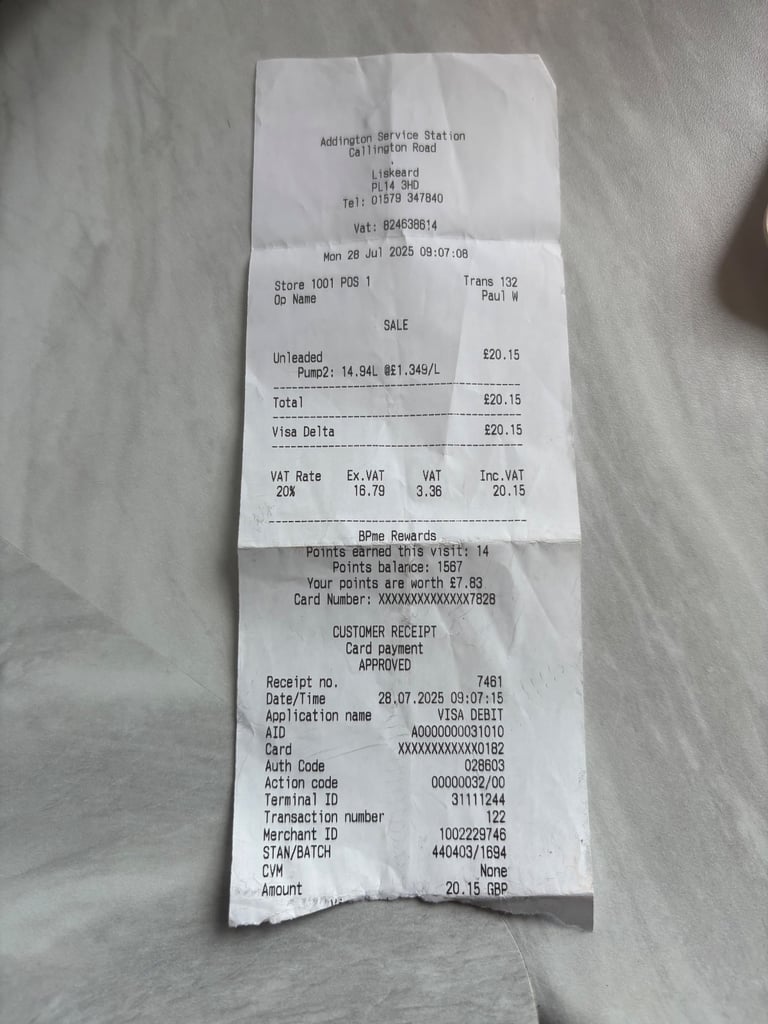 Addington Service Station
Callington Road
.
Liskeard
PL14 3HD
Tel: 01579 347840
Vat: 824638614
Mon 28 Jul 2025 09:07:08
Store 1001 POS 1 Trans 132
Op Name Paul W
SALE
Unleaded £20.15
Pump2: 14.94L @£1.349/L
Total £20.15
Visa Delta £20.15
VAT Rate Ex.VAT VAT Inc.VAT
20% 16.79 3.36 20.15
BPme Rewards
Points earned this visit: 14
Points balance: 1567
Your points are worth £7.83
Card Number: XXXXXXXXXXXXXX7828
CUSTOMER RECEIPT
Card payment
APPROVED
Receipt no. 7461
Date/Time 28.07.2025 09:07:15
Application name VISA DEBIT
AID A0000000031010
Card XXXXXXXXXXXX0182
Auth Code 028603
Action code 00000032/00
Terminal ID 31111244
Transaction number 122
Merchant ID 1002229746
STAN/BATCH 440403/1694
CVM None
Amount 20.15 GBP